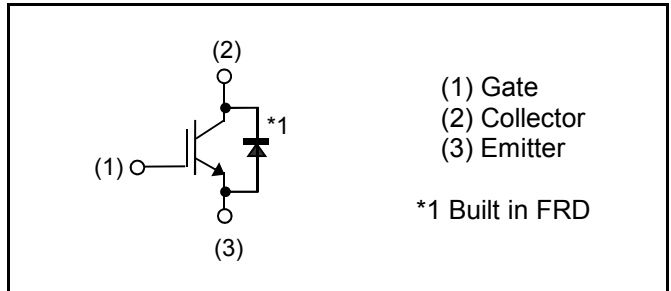 (2)
*1
(1)
(3)
(1) Gate
(2) Collector
(3) Emitter
*1 Built in FRD